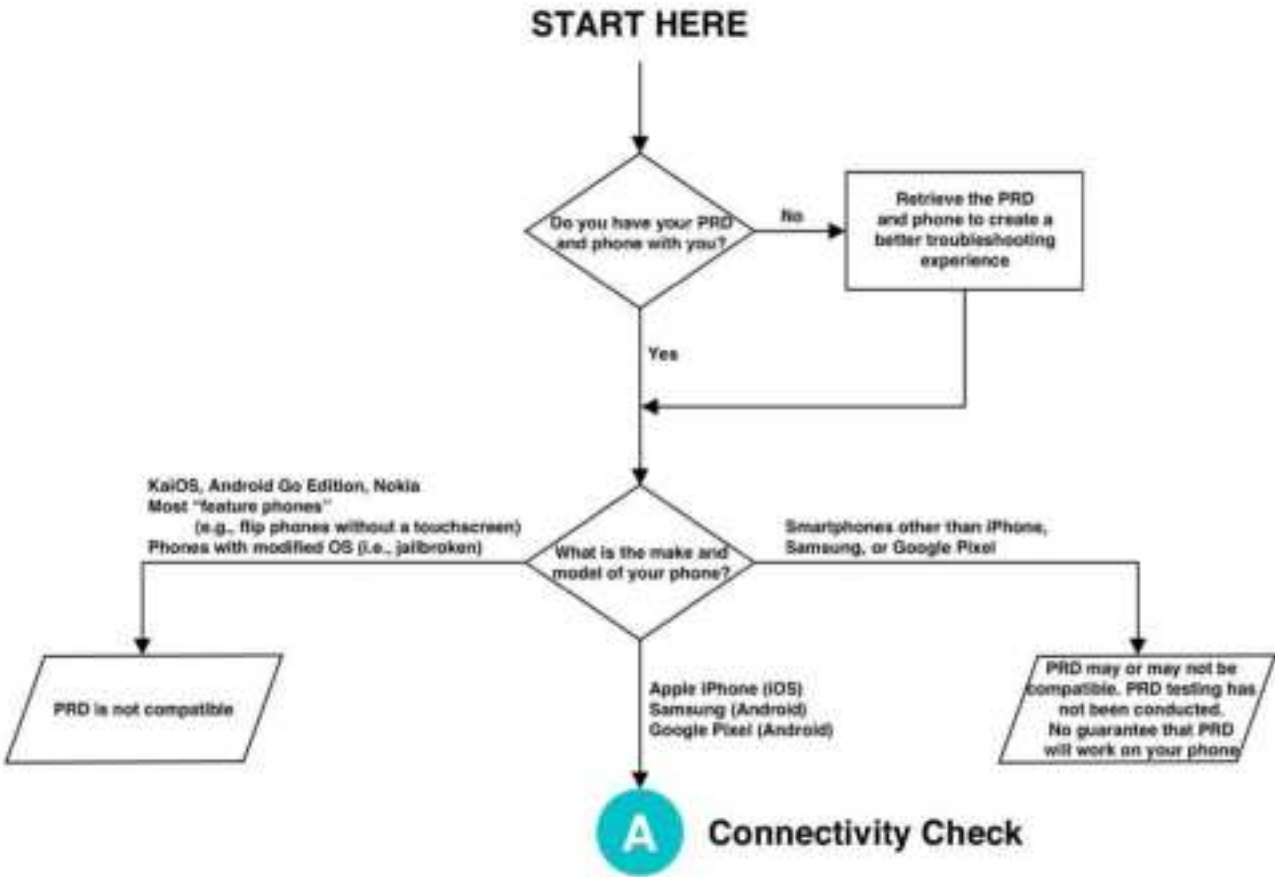 START HERE
Do you have your PRD
and phone with you?
No
Retrieve the PRD
and phone to create a
better troubleshooting
experience
Yes
KaiOS, Android Go Edition, Nokia
Most “feature phones”
(e.g., flip phones without a touchscreen)
Phones with modified OS (i.e., jailbroken)
What is the make and
model of your phone?
Smartphones other than iPhone,
Samsung, or Google Pixel
PRD is not compatible
Apple iPhone (iOS)
Samsung (Android)
Google Pixel (Android)
PRD may or may not be
compatible. PRD testing has
not been conducted.
No guarantee that PRD
will work on your phone
A
Connectivity Check